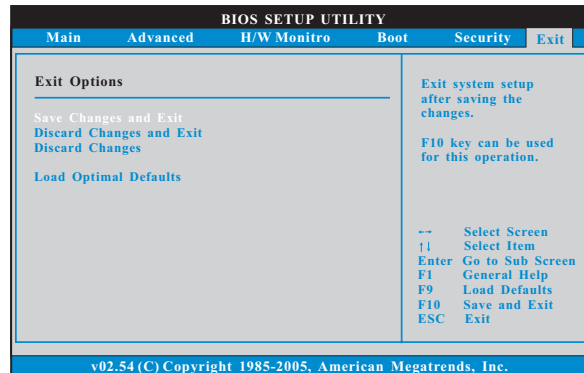 BIOS SETUP UTILITY
Main Advanced H/W Monitro Boot Security Exit
Exit Options
Save Changes and Exit
Discard Changes and Exit
Discard Changes
Load Optimal Defaults
Exit system setup
after saving the
changes.
F10 key can be used
for this operation.
←→ Select Screen
↑↓ Select Item
Enter Go to Sub Screen
F1 General Help
F9 Load Defaults
F10 Save and Exit
ESC Exit
v02.54 (C) Copyright 1985-2005, American Megatrends, Inc.